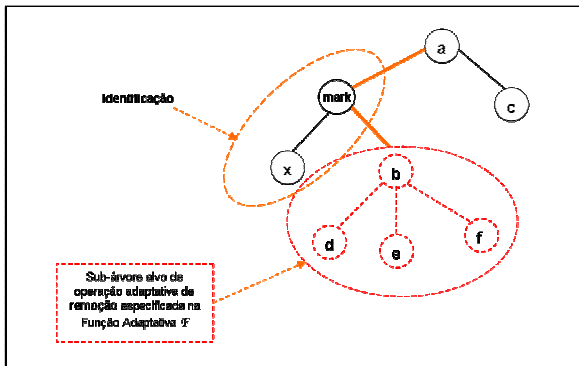 a
Identificação
mark
c
x
b
d
e
f
Sub-árvore alvo de
operação adaptativa de
remoção especificada na
Função Adaptativa ℱ